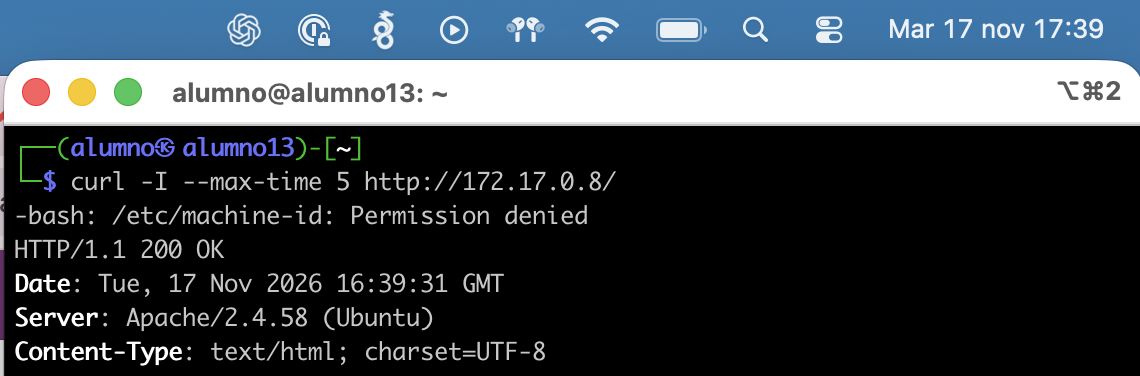 Mar 17 nov 17:39
alumno@alumno13: ~
⌥⌘2
┌──(alumno㉿ alumno13)-[~]
└─$ curl -I --max-time 5 http://172.17.0.8/
-bash: /etc/machine-id: Permission denied
HTTP/1.1 200 OK
Date: Tue, 17 Nov 2026 16:39:31 GMT
Server: Apache/2.4.58 (Ubuntu)
Content-Type: text/html; charset=UTF-8